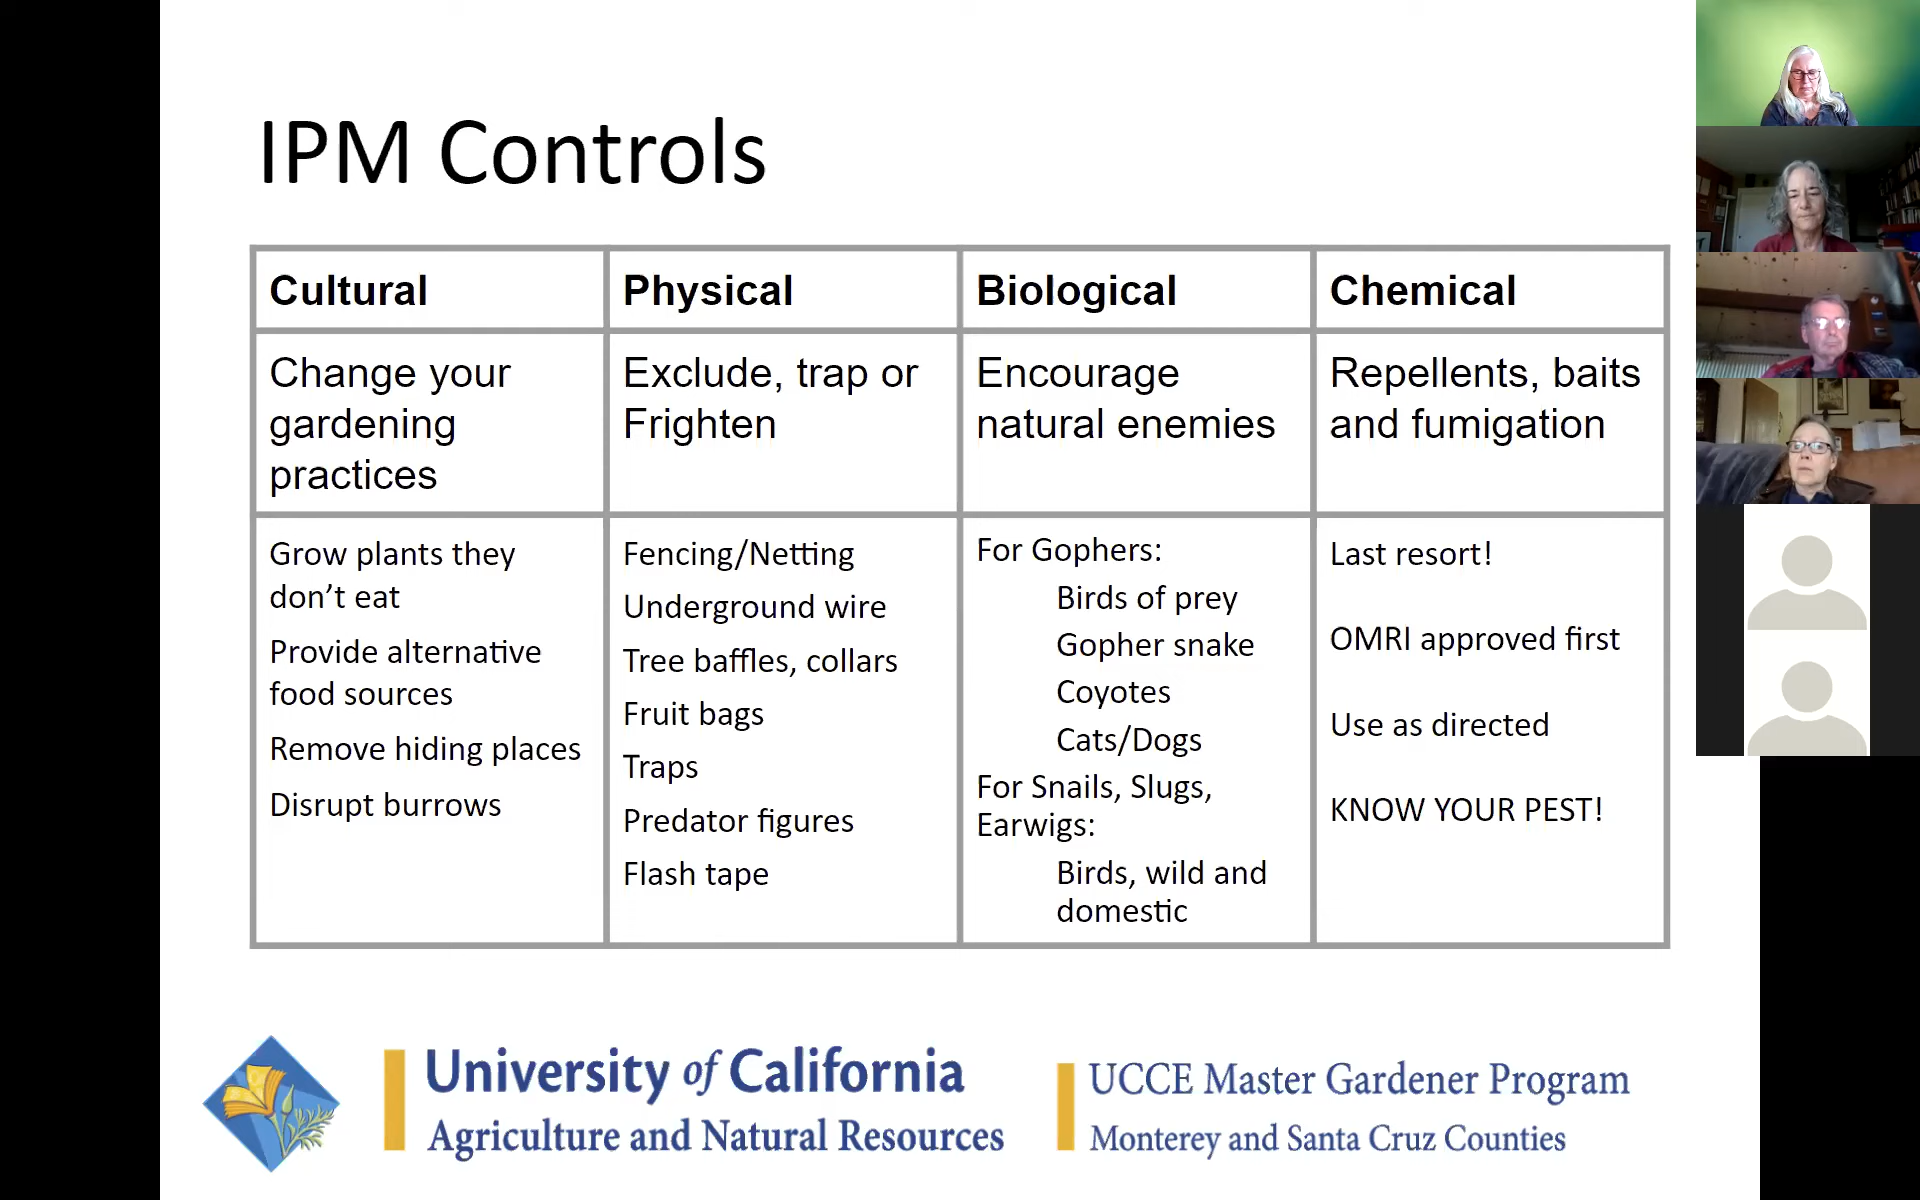 IPM Controls
Cultural
Physical
Biological
Chemical
Change your
gardening
practices
Exclude, trap or
Frighten
Encourage
natural enemies
Repellents, baits
and fumigation
Grow plants they
don’t eat
Provide alternative
food sources
Remove hiding places
Disrupt burrows
Fencing/Netting
Underground wire
Tree baffles, collars
Fruit bags
Traps
Predator figures
Flash tape
For Gophers:
Birds of prey
Gopher snake
Coyotes
Cats/Dogs
For Snails, Slugs,
Earwigs:
Birds, wild and
domestic
Last resort!
OMRI approved first
Use as directed
KNOW YOUR PEST!
University of California
Agriculture and Natural Resources
UCCE Master Gardener Program
Monterey and Santa Cruz Counties